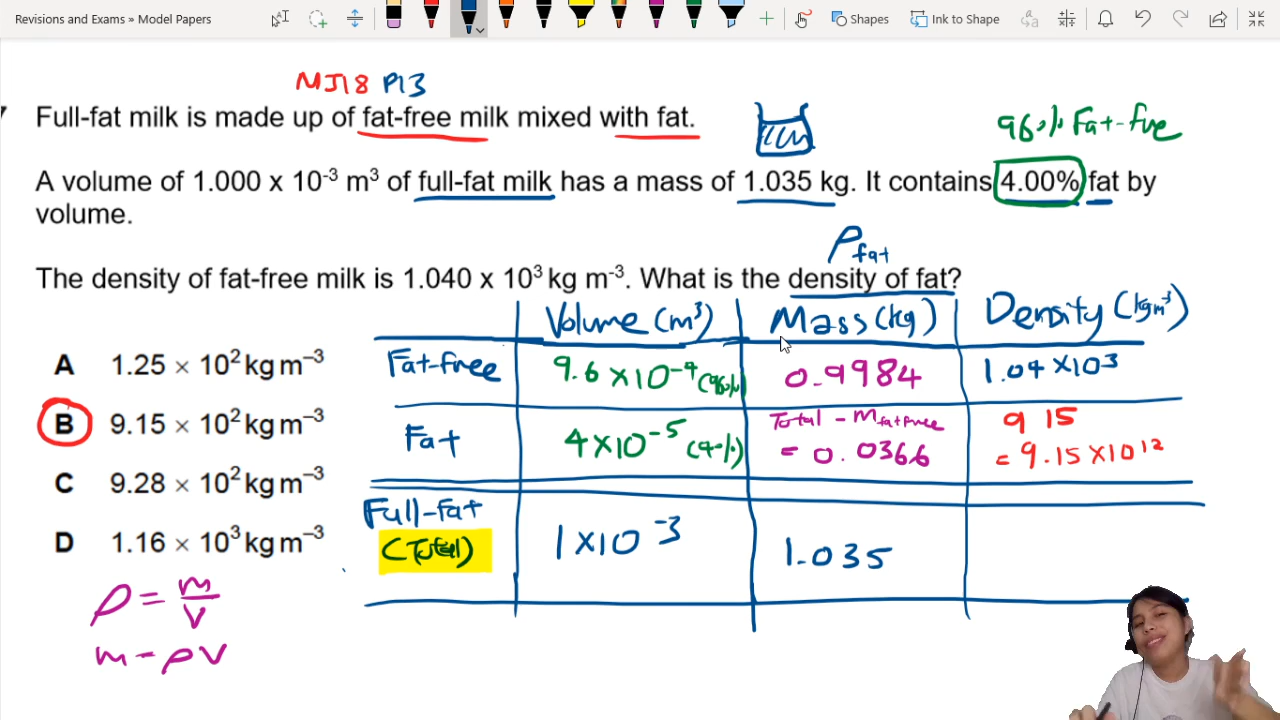 Revisions and Exams » Model Papers
Shapes
Ink to Shape
MJ18 P13
Full-fat milk is made up of fat-free milk mixed with fat.
96% Fat-free
A volume of 1.000 x 10⁻³ m³ of full-fat milk has a mass of 1.035 kg. It contains 4.00% fat by
volume.
ρfat
The density of fat-free milk is 1.040 x 10³ kg m⁻³. What is the density of fat?
Volume (m³) Mass (kg) Density (kgm⁻³)
A 1.25 × 10² kg m⁻³
Fat-free 9.6 × 10⁻⁴ (96%) 0.9984 1.04 × 10³
B 9.15 × 10² kg m⁻³
Fat 4 × 10⁻⁵ (4%) Total - Mfatfree 915
= 0.0366 = 9.15 × 10¹²
C 9.28 × 10² kg m⁻³
Full-fat
(Total) 1 × 10⁻³ 1.035
D 1.16 × 10³ kg m⁻³
ρ = m/V
m = ρV